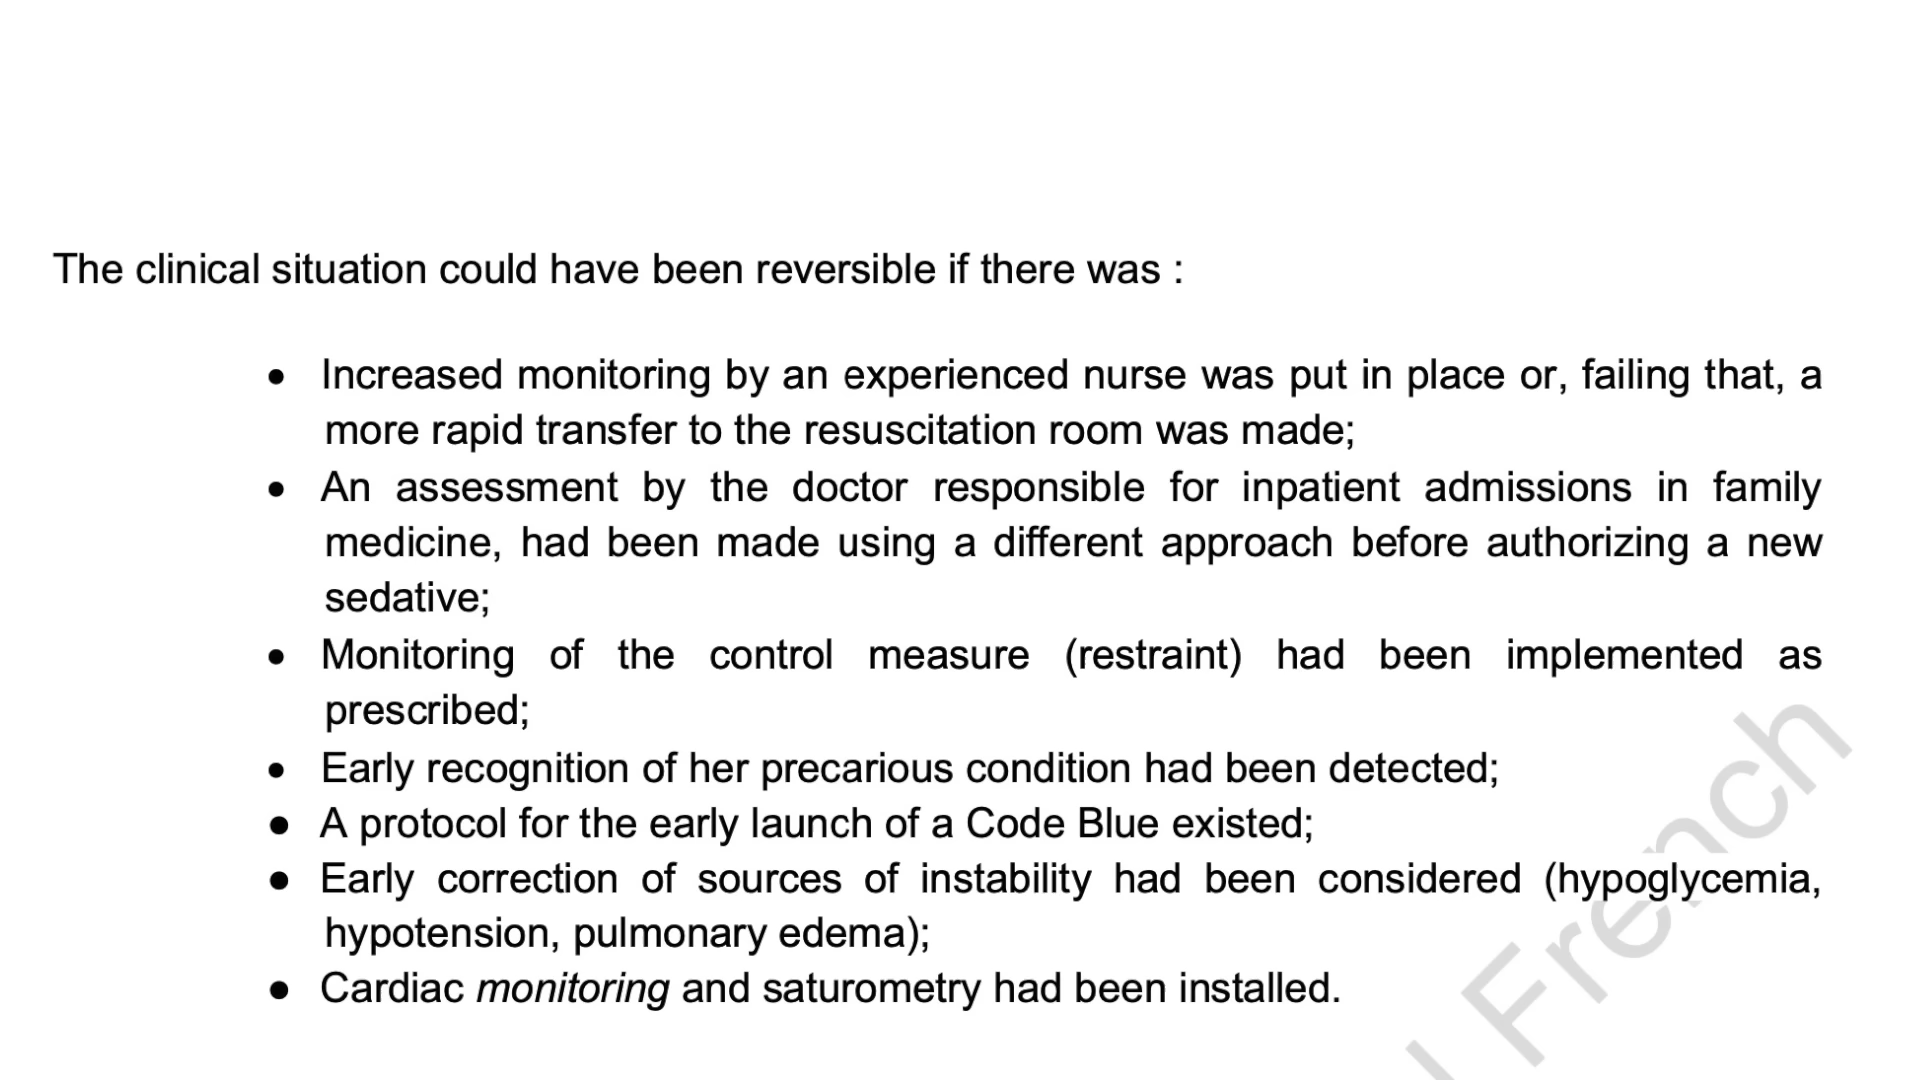 The clinical situation could have been reversible if there was :
• Increased monitoring by an experienced nurse was put in place or, failing that, a
more rapid transfer to the resuscitation room was made;
• An assessment by the doctor responsible for inpatient admissions in family
medicine, had been made using a different approach before authorizing a new
sedative;
• Monitoring of the control measure (restraint) had been implemented as
prescribed;
• Early recognition of her precarious condition had been detected;
• A protocol for the early launch of a Code Blue existed;
• Early correction of sources of instability had been considered (hypoglycemia,
hypotension, pulmonary edema);
• Cardiac monitoring and saturometry had been installed.
French